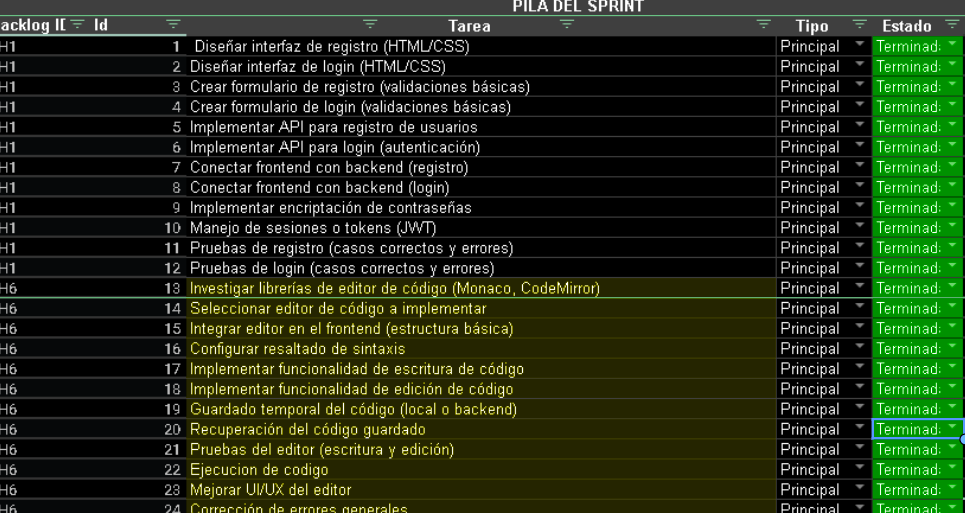 PILA DEL SPRINT
acklog ID Id Tarea Tipo Estado
H1 1 Diseñar interfaz de registro (HTML/CSS) Principal Terminad
H1 2 Diseñar interfaz de login (HTML/CSS) Principal Terminad
H1 3 Crear formulario de registro (validaciones básicas) Principal Terminad
H1 4 Crear formulario de login (validaciones básicas) Principal Terminad
H1 5 Implementar API para registro de usuarios Principal Terminad
H1 6 Implementar API para login (autenticación) Principal Terminad
H1 7 Conectar frontend con backend (registro) Principal Terminad
H1 8 Conectar frontend con backend (login) Principal Terminad
H1 9 Implementar encriptación de contraseñas Principal Terminad
H1 10 Manejo de sesiones o tokens (JWT) Principal Terminad
H1 11 Pruebas de registro (casos correctos y errores) Principal Terminad
H1 12 Pruebas de login (casos correctos y errores) Principal Terminad
H6 13 Investigar librerías de editor de código (Monaco, CodeMirror) Principal Terminad
H6 14 Seleccionar editor de código a implementar Principal Terminad
H6 15 Integrar editor en el frontend (estructura básica) Principal Terminad
H6 16 Configurar resaltado de sintaxis Principal Terminad
H6 17 Implementar funcionalidad de escritura de código Principal Terminad
H6 18 Implementar funcionalidad de edición de código Principal Terminad
H6 19 Guardado temporal del código (local o backend) Principal Terminad
H6 20 Recuperación del código guardado Principal Terminad
H6 21 Pruebas del editor (escritura y edición) Principal Terminad
H6 22 Ejecucion de codigo Principal Terminad
H6 23 Mejorar UI/UX del editor Principal Terminad
H6 24 Corrección de errores generales Principal Terminad